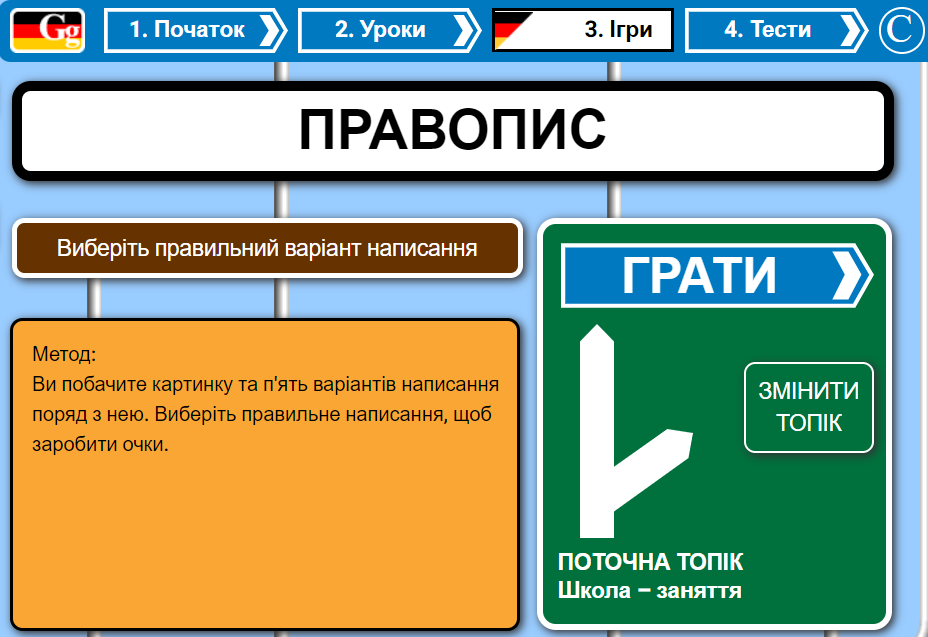 Gg
1. Початок
2. Уроки
3. Ігри
4. Тести
C
ПРАВОПИС
Виберіть правильний варіант написання
Метод:
Ви побачите картинку та п'ять варіантів написання
поряд з нею. Виберіть правильне написання, щоб
заробити очки.
ГРАТИ
ЗМІНИТИ
ТОПІК
ПОТОЧНА ТОПІК
Школа – заняття